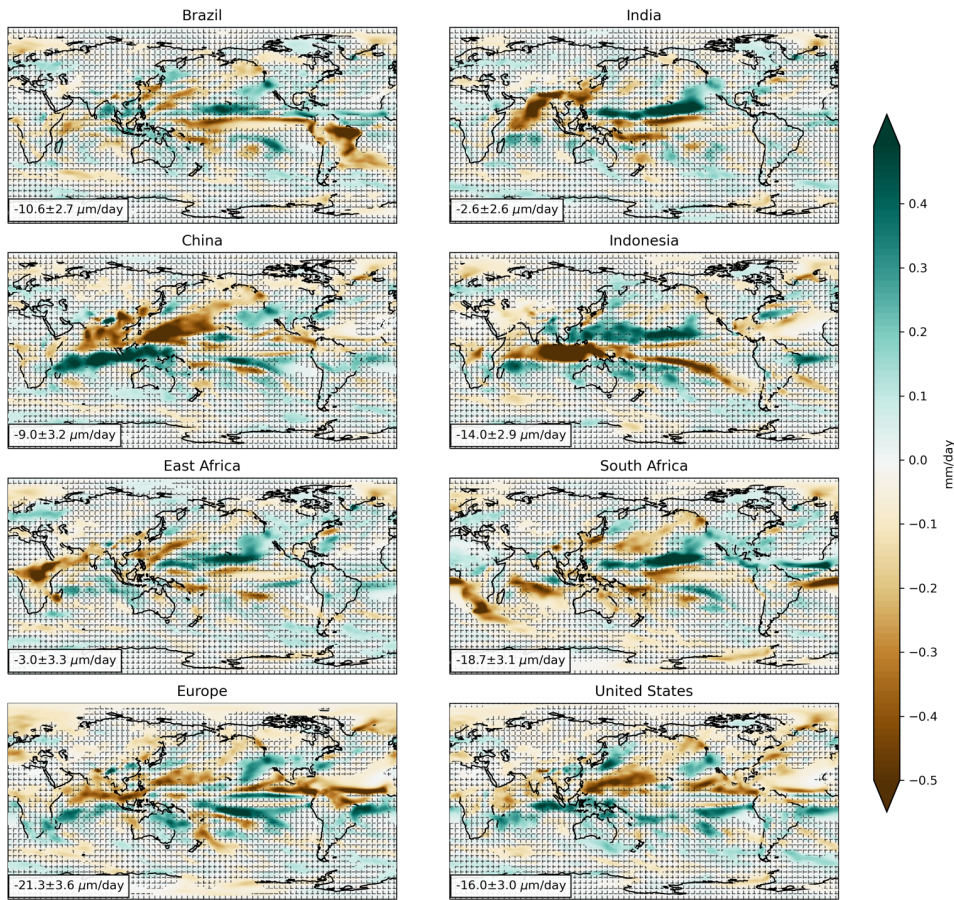 Brazil
India
-10.6±2.7 μm/day
-2.6±2.6 μm/day
China
Indonesia
-9.0±3.2 μm/day
-14.0±2.9 μm/day
East Africa
South Africa
-3.0±3.3 μm/day
-18.7±3.1 μm/day
Europe
United States
-21.3±3.6 μm/day
-16.0±3.0 μm/day
0.4
0.3
0.2
0.1
0.0
−0.1
−0.2
−0.3
−0.4
−0.5
mm/day